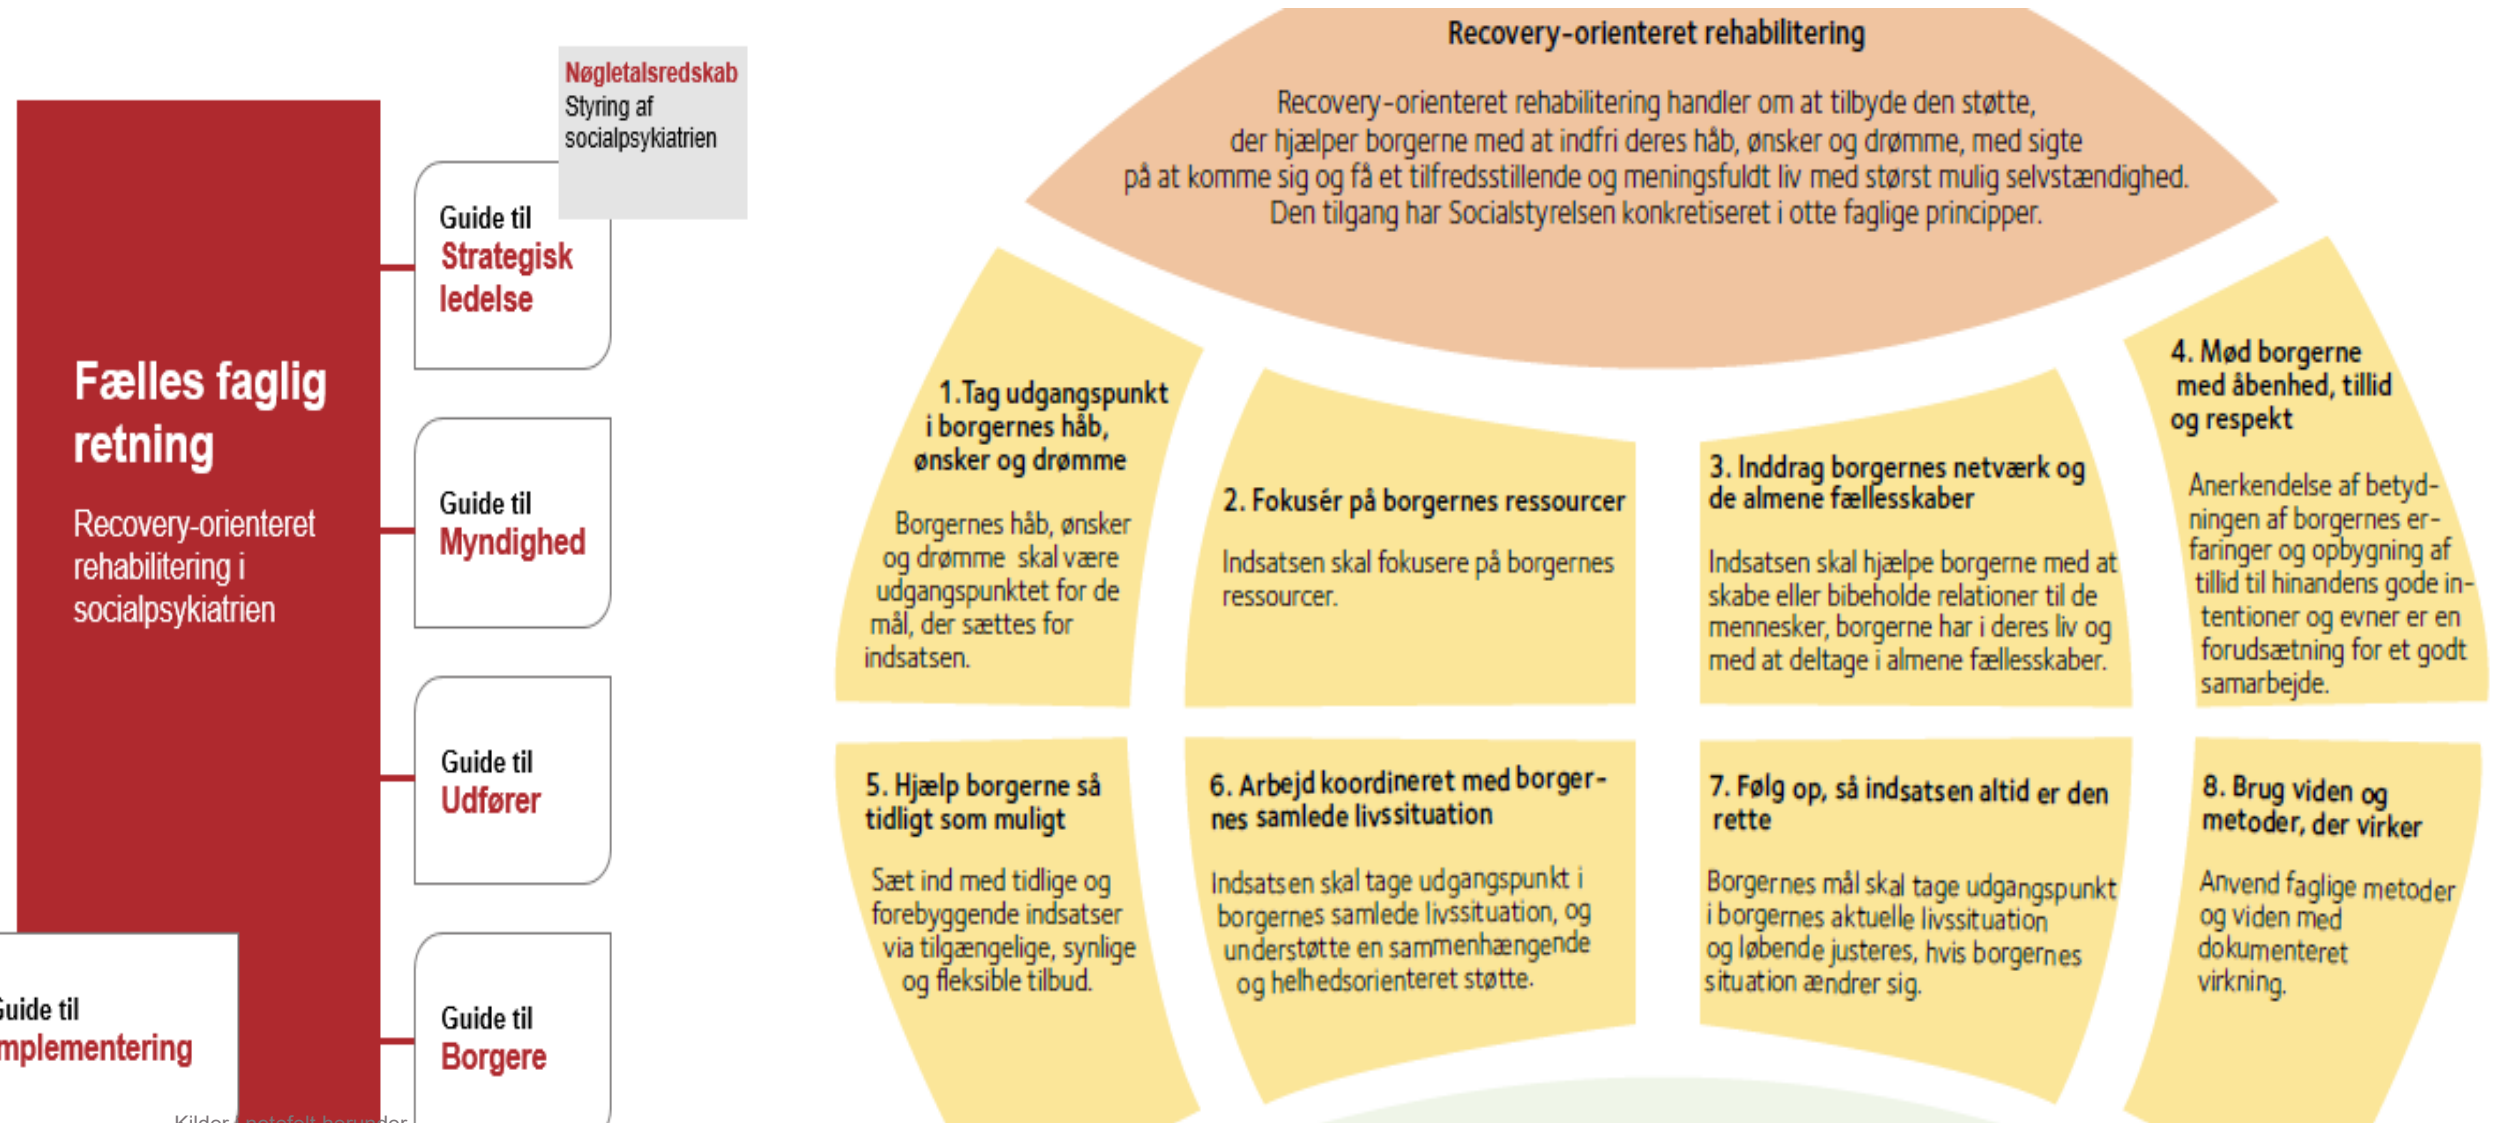 Nøgletalsredskab
Styring af
socialpsykiatrien
Guide til
Strategisk
ledelse
Fælles faglig
retning
Recovery-orienteret
rehabilitering i
socialpsykiatrien
Guide til
Myndighed
Guide til
Udfører
Guide til
Borgere
uide til
mplementering
Kilder i notefelt herunder
Recovery-orienteret rehabilitering
Recovery-orienteret rehabilitering handler om at tilbyde den støtte,
der hjælper borgerne med at indfri deres håb, ønsker og drømme, med sigte
på at komme sig og få et tilfredsstillende og meningsfuldt liv med størst mulig selvstændighed.
Den tilgang har Socialstyrelsen konkretiseret i otte faglige principper.
1.Tag udgangspunkt
i borgernes håb,
ønsker og drømme
Borgernes håb, ønsker
og drømme skal være
udgangspunktet for de
mål, der sættes for
indsatsen.
2. Fokusér på borgernes ressourcer
Indsatsen skal fokusere på borgernes
ressourcer.
3. Inddrag borgernes netværk og
de almene fællesskaber
Indsatsen skal hjælpe borgerne med at
skabe eller bibeholde relationer til de
mennesker, borgerne har i deres liv og
med at deltage i almene fællesskaber.
4. Mød borgerne
med åbenhed, tillid
og respekt
Anerkendelse af betyd-
ningen af borgernes er-
faringer og opbygning af
tillid til hinandens gode in-
tentioner og evner er en
forudsætning for et godt
samarbejde.
5. Hjælp borgerne så
tidligt som muligt
Sæt ind med tidlige og
forebyggende indsatser
via tilgængelige, synlige
og fleksible tilbud.
6. Arbejd koordineret med borger-
nes samlede livssituation
Indsatsen skal tage udgangspunkt i
borgernes samlede livssituation, og
understøtte en sammenhængende
og helhedsorienteret støtte.
7. Følg op, så indsatsen altid er den
rette
Borgernes mål skal tage udgangspunkt
i borgernes aktuelle livssituation
og løbende justeres, hvis borgernes
situation ændrer sig.
8. Brug viden og
metoder, der virker
Anvend faglige metoder
og viden med
dokumenteret
virkning.